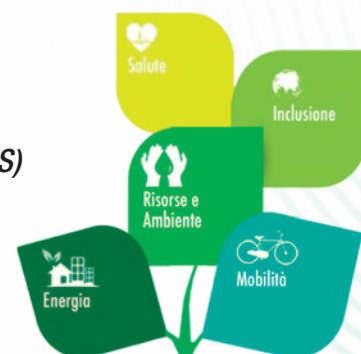 Salute
Inclusione
S)
Risorse e
Ambiente
Energia
Mobilità